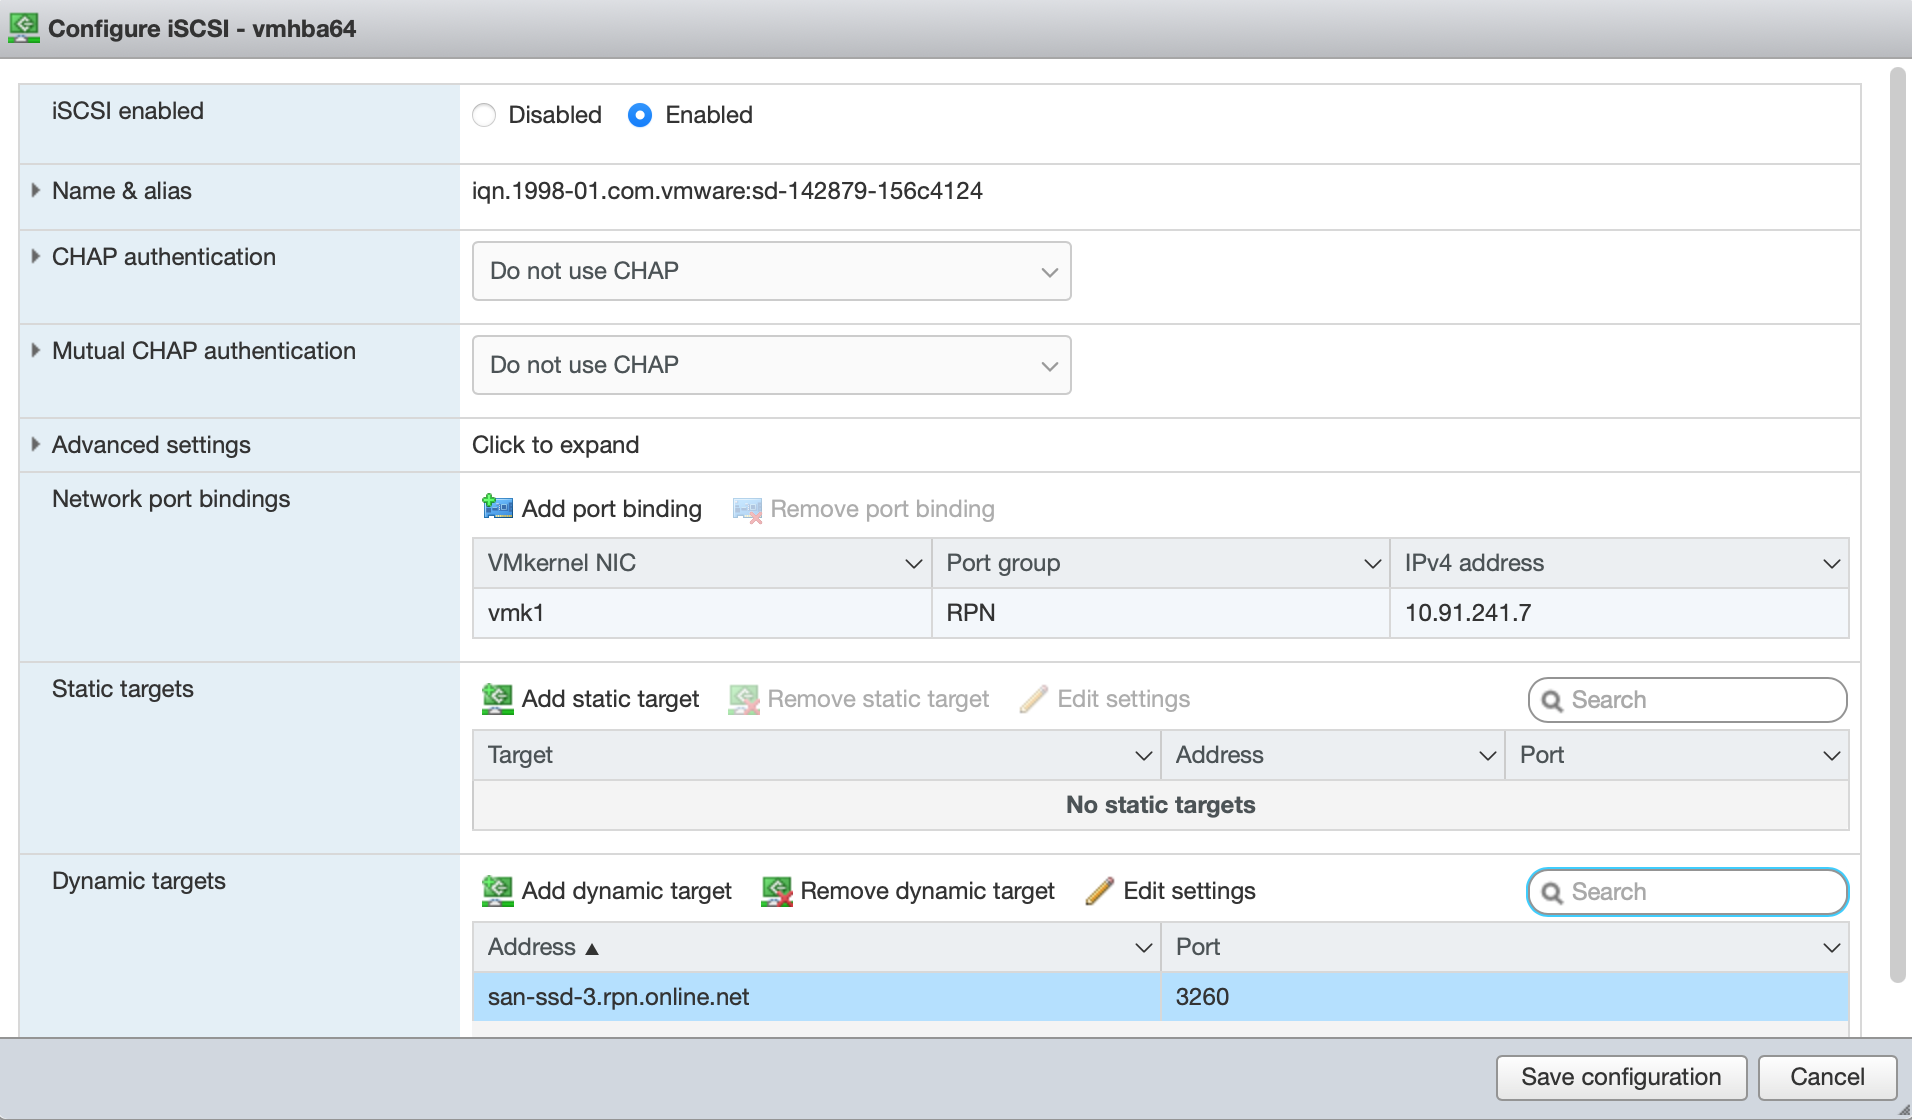 Configure iSCSI - vmhba64
iSCSI enabled
Disabled Enabled
Name & alias
iqn.1998-01.com.vmware:sd-142879-156c4124
CHAP authentication
Do not use CHAP
Mutual CHAP authentication
Do not use CHAP
Advanced settings
Click to expand
Network port bindings
Add port binding Remove port binding
VMkernel NIC Port group IPv4 address
vmk1 RPN 10.91.241.7
Static targets
Add static target Remove static target Edit settings Search
Target Address Port
No static targets
Dynamic targets
Add dynamic target Remove dynamic target Edit settings Search
Address ▲ Port
san-ssd-3.rpn.online.net 3260
Save configuration Cancel